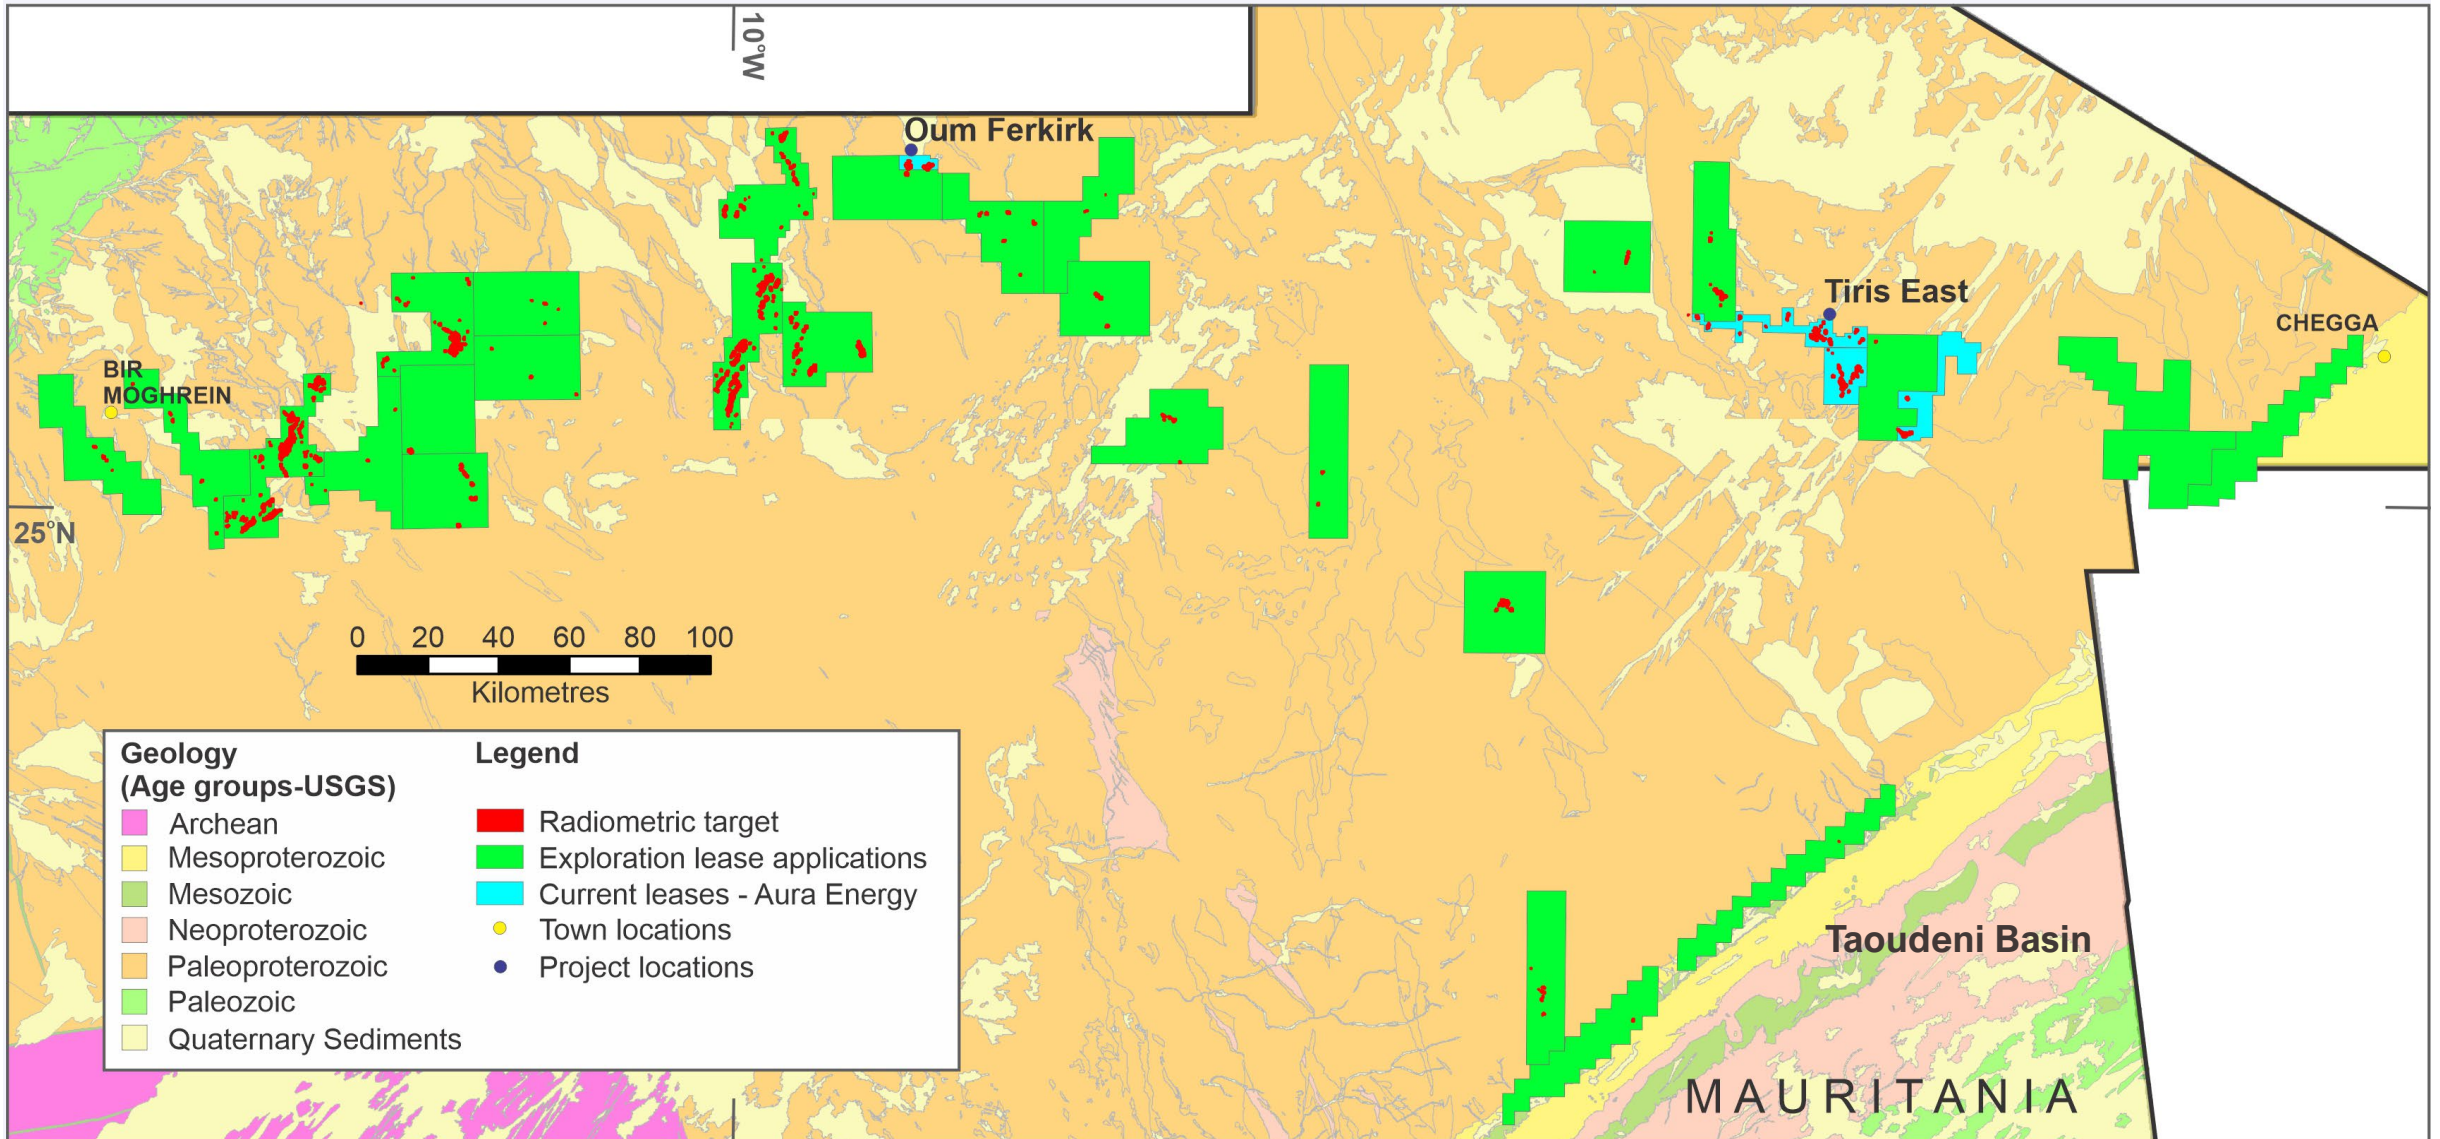 10°W
Oum Ferkirk
Tiris East
CHEGGA
BIR
MOGHREIN
25°N
0 20 40 60 80 100
Kilometres
Geology
(Age groups-USGS)
Archean
Mesoproterozoic
Mesozoic
Neoproterozoic
Paleoproterozoic
Paleozoic
Quaternary Sediments
Legend
Radiometric target
Exploration lease applications
Current leases - Aura Energy
Town locations
Project locations
Taoudeni Basin
MAURITANIA